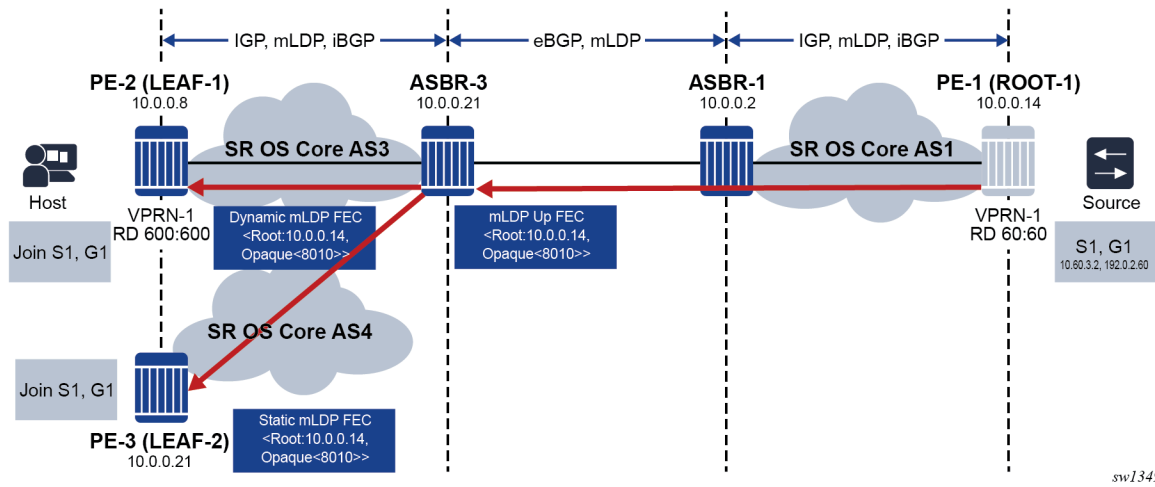 IGP, mLDP, iBGP
eBGP, mLDP
IGP, mLDP, iBGP
PE-2 (LEAF-1)
10.0.0.8
ASBR-3
10.0.0.21
ASBR-1
10.0.0.2
PE-1 (ROOT-1)
10.0.0.14
SR OS Core AS3
SR OS Core AS1
Host
Source
VPRN-1
RD 600:600
Dynamic mLDP FEC
<Root:10.0.0.14,
Opaque<8010>>
mLDP Up FEC
<Root:10.0.0.14,
Opaque<8010>>
VPRN-1
RD 60:60
Join S1, G1
S1, G1
10.60.3.2, 192.0.2.60
SR OS Core AS4
Join S1, G1
Static mLDP FEC
<Root:10.0.0.14,
Opaque<8010>>
PE-3 (LEAF-2)
10.0.0.21